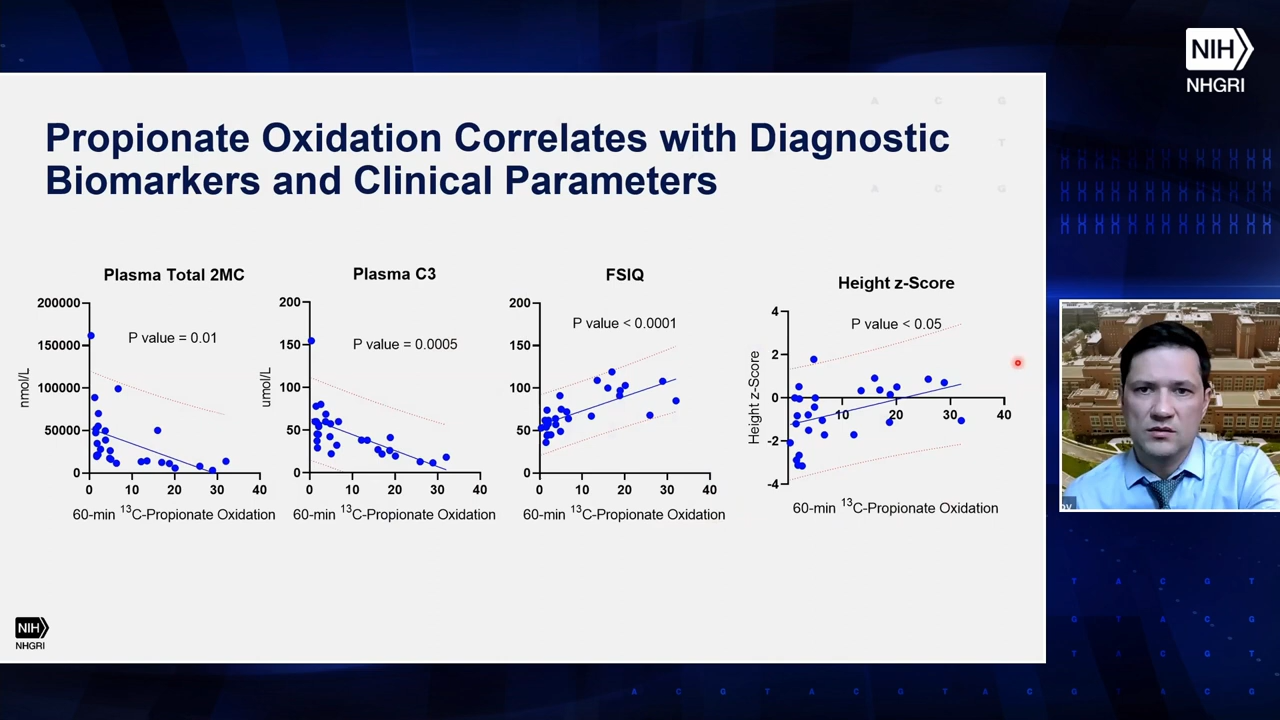 NIH
NHGRI
A C G
T
A C G
Propionate Oxidation Correlates with Diagnostic
Biomarkers and Clinical Parameters
Plasma Total 2MC
200000
150000
100000
50000
0
nmol/L
P value = 0.01
0 10 20 30 40
60-min 13C-Propionate Oxidation
Plasma C3
200
150
100
50
0
umol/L
P value = 0.0005
0 10 20 30 40
60-min 13C-Propionate Oxidation
FSIQ
200
150
100
50
0
P value < 0.0001
0 10 20 30 40
60-min 13C-Propionate Oxidation
Height z-Score
4
2
0
-2
-4
Height z-Score
P value < 0.05
10 20 30 40
60-min 13C-Propionate Oxidation
NIH
NHGRI
T A C G T
G T A C G
T A C G T
A C G T A C G T A C G T A C G